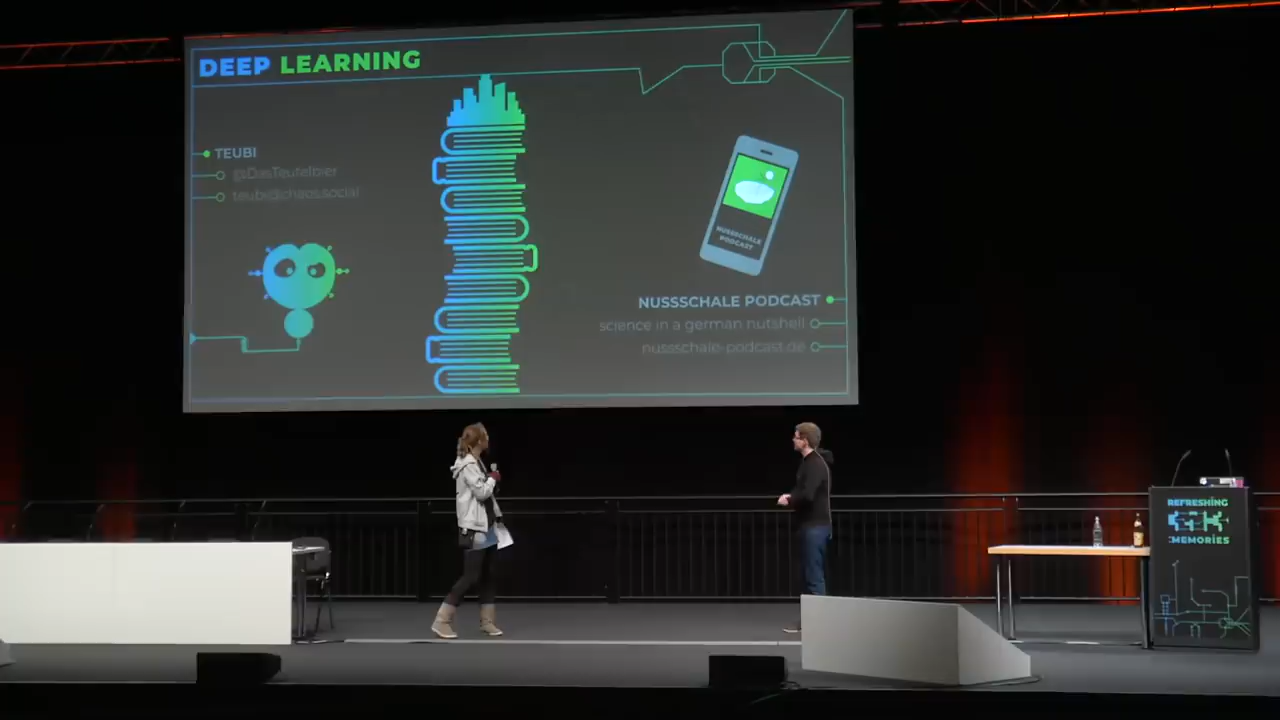 DEEP LEARNING
TEUBI
@DasTeufelbier
teubi@chaos.social
NUSSSCHALE
PODCAST
NUSSSCHALE PODCAST
science in a german nutshell
nussschale-podcast.de
REFRESHING
:MEMORIES